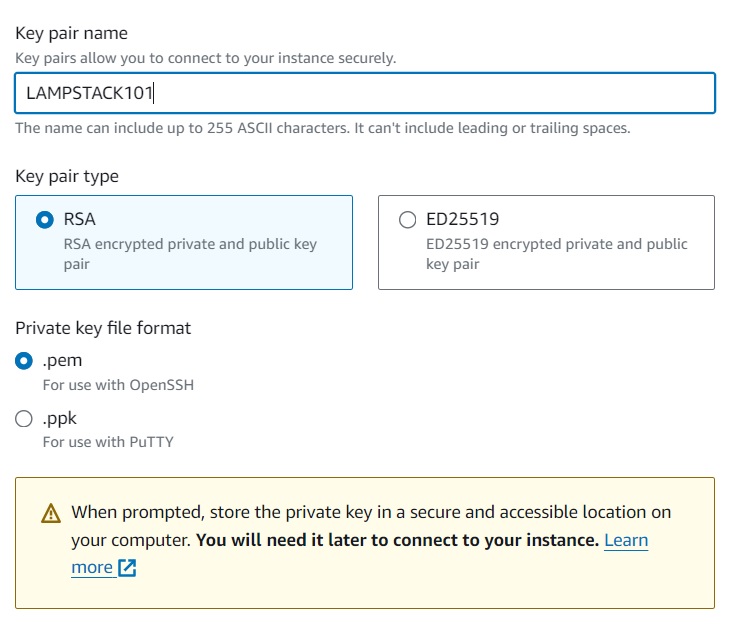 Key pair name
Key pairs allow you to connect to your instance securely.
LAMPSTACK101
The name can include up to 255 ASCII characters. It can't include leading or trailing spaces.
Key pair type
RSA
RSA encrypted private and public key
pair
ED25519
ED25519 encrypted private and public
key pair
Private key file format
.pem
For use with OpenSSH
.ppk
For use with PuTTY
When prompted, store the private key in a secure and accessible location on
your computer. You will need it later to connect to your instance. Learn
more